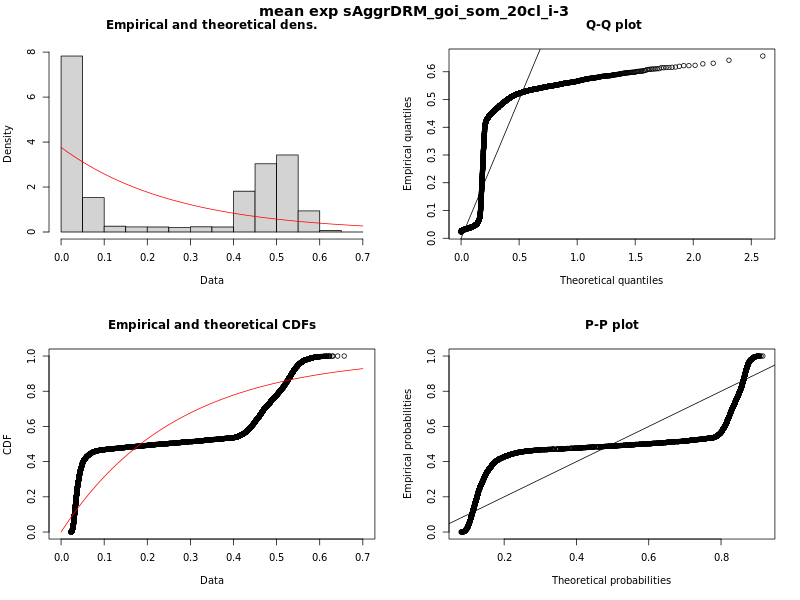 mean exp sAggrDRM_goi_som_20cl_i-3
Empirical and theoretical dens.
Density
0 2 4 6 8
0.0 0.1 0.2 0.3 0.4 0.5 0.6 0.7
Data
Q-Q plot
Empirical quantiles
0.0 0.1 0.2 0.3 0.4 0.5 0.6
0.0 0.5 1.0 1.5 2.0 2.5
Theoretical quantiles
Empirical and theoretical CDFs
CDF
0.0 0.2 0.4 0.6 0.8 1.0
0.0 0.1 0.2 0.3 0.4 0.5 0.6 0.7
Data
P-P plot
Empirical probabilities
0.0 0.2 0.4 0.6 0.8 1.0
0.2 0.4 0.6 0.8
Theoretical probabilities